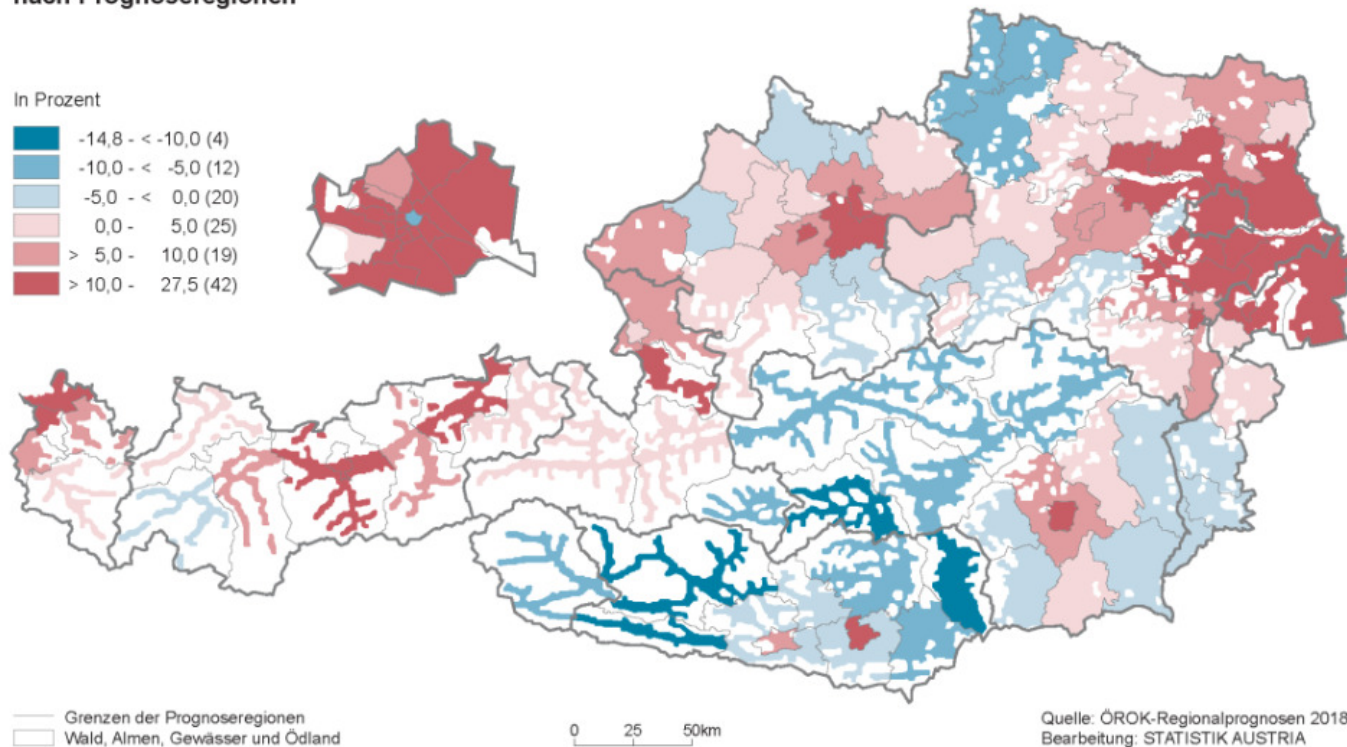 nach Prognoseregionen
In Prozent
-14,8 - < -10,0 (4)
-10,0 - < -5,0 (12)
-5,0 - < 0,0 (20)
0,0 - 5,0 (25)
> 5,0 - 10,0 (19)
> 10,0 - 27,5 (42)
Grenzen der Prognoseregionen
Wald, Almen, Gewässer und Ödland
0 25 50km
Quelle: ÖROK-Regionalprognosen 2018
Bearbeitung: STATISTIK AUSTRIA